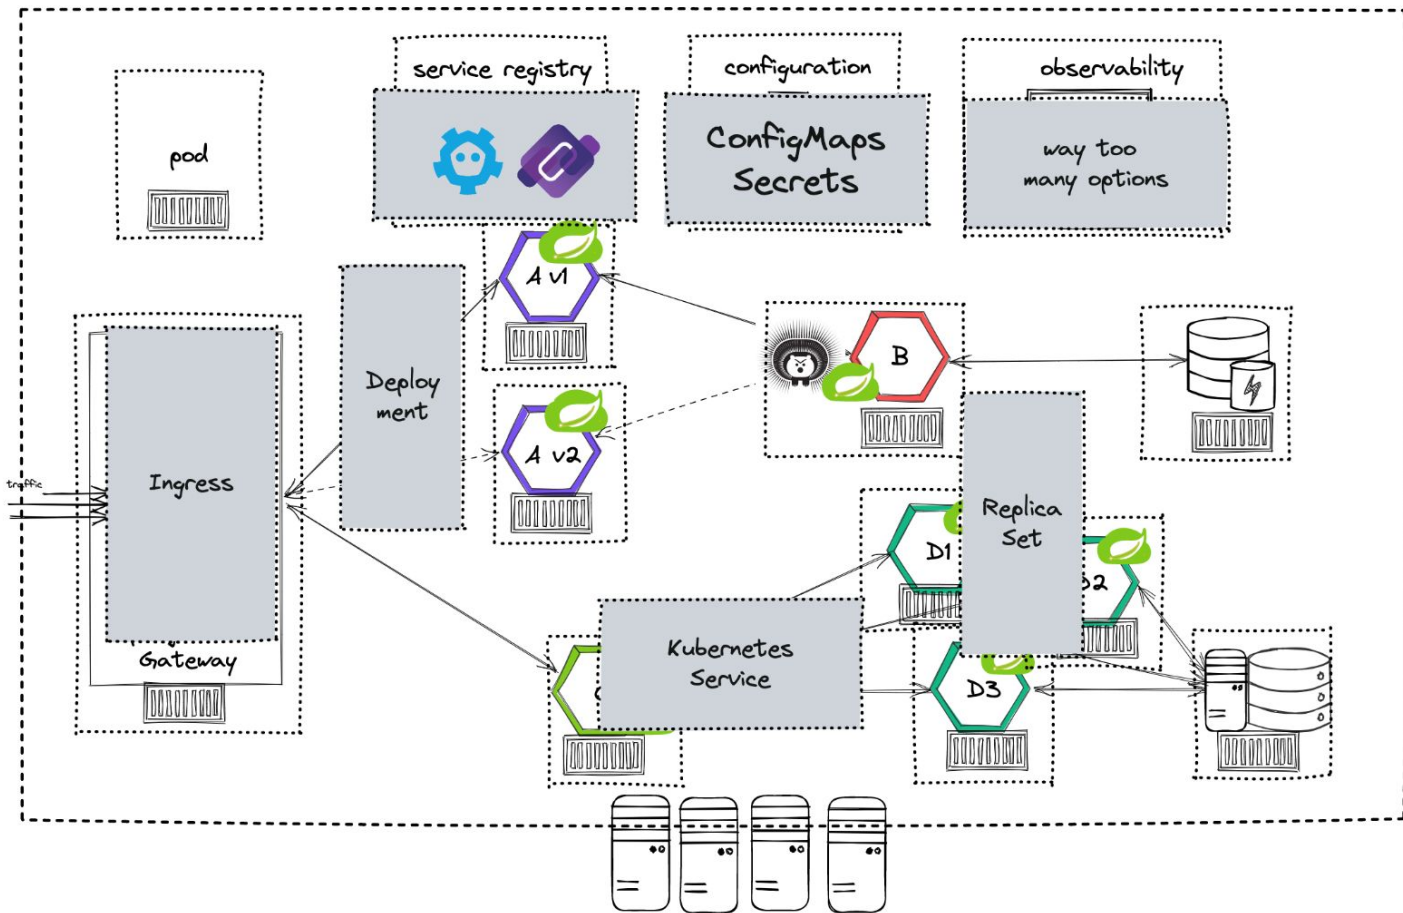 service registry
configuration
observability
pod
ConfigMaps
Secrets
way too
many options
A v1
Deploy
ment
B
A v2
traffic
Ingress
Replica
Set
D1
D2
Gateway
Kubernetes
Service
D3